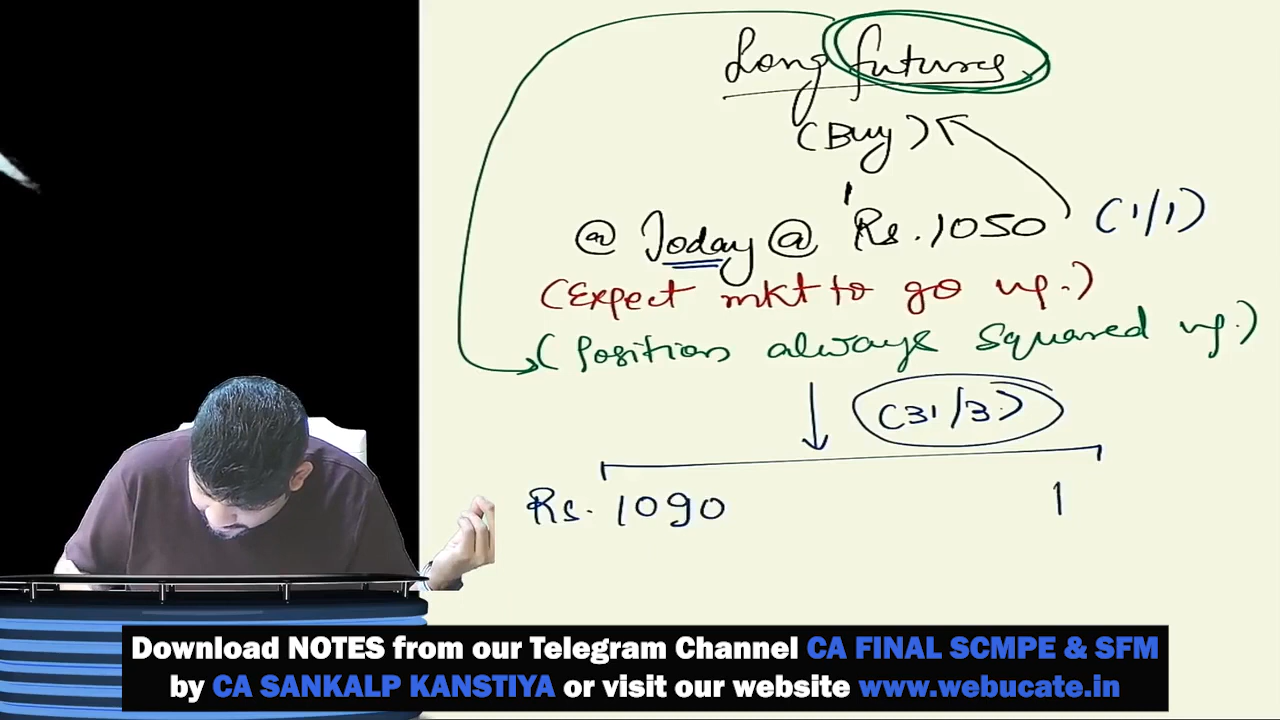 Long futures
(Buy)
@ Today @ Rs. 1050 (1/1)
(Expect mkt to go up.)
(Position always squared up.)
(31/3)
Rs. 1090 1
Download NOTES from our Telegram Channel CA FINAL SCMPE & SFM
by CA SANKALP KANSTIYA or visit our website www.webucate.in